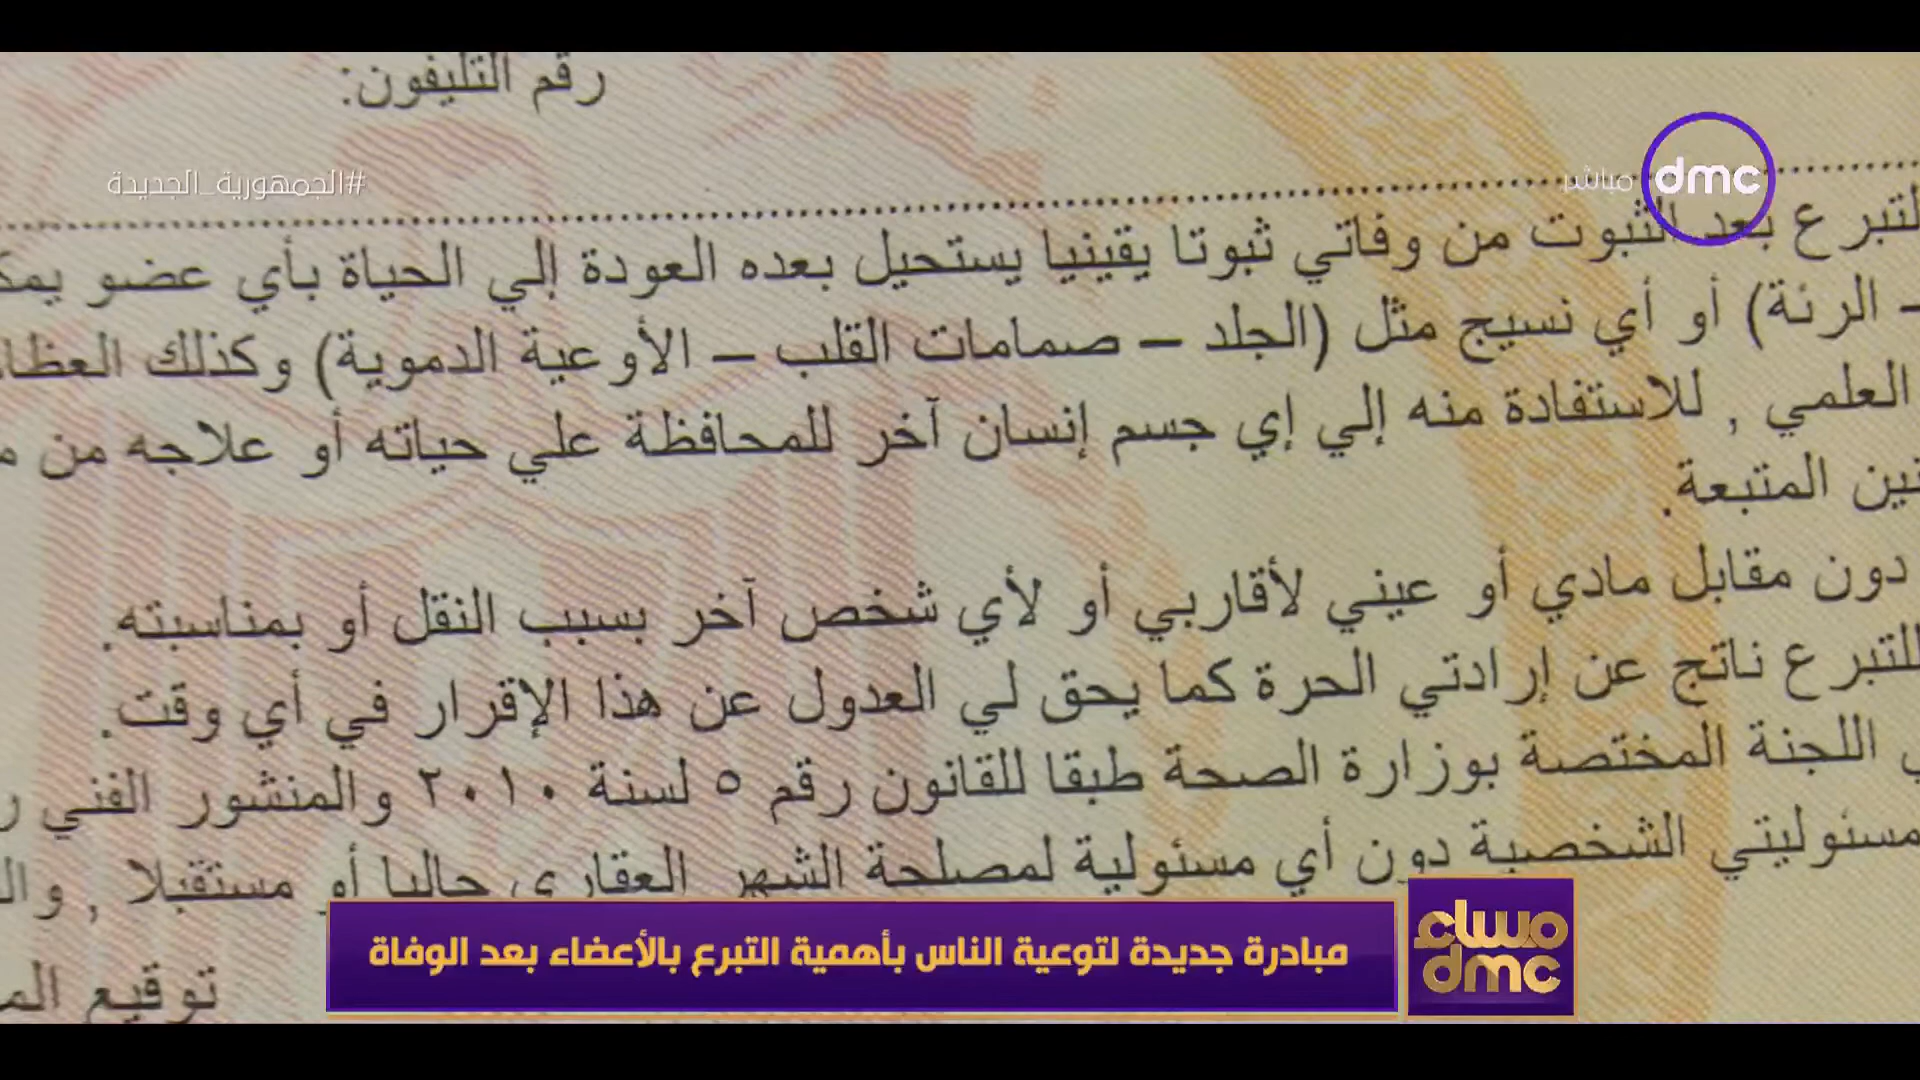 رقم التليفون:
dmc
مباشر
#الجمهورية_الجديدة
لتبرع بعد الثبوت من وفاتي ثبوتا يقينيا يستحيل بعده العودة إلي الحياة بأي عضو
– الرئة) أو أي نسيج مثل (الجلد – صمامات القلب – الأوعية الدموية) وكذلك
العلمي , للاستفادة منه إلي إي جسم إنسان آخر للمحافظة علي حياته أو علاجه من
المتبعة.
دون مقابل مادي أو عيني لأقاربي أو لأي شخص آخر بسبب النقل أو بمناسبته.
للتبرع ناتج عن إرادتي الحرة كما يحق لي العدول عن هذا الإقرار في أي وقت.
اللجنة المختصة بوزارة الصحة طبقا للقانون رقم ٥ لسنة ٢٠١٠ والمنشور الفني
مسئوليتي الشخصية دون أي مسئولية لمصلحة الشهر العقاري حاليا أو مستقبلا ,
توقيع
مبادرة جديدة لتوعية الناس بأهمية التبرع بالأعضاء بعد الوفاة
مساء
dmc